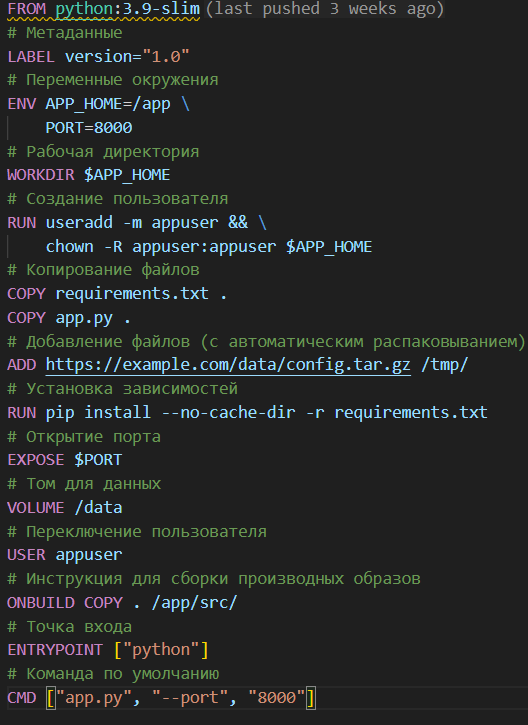 FROM python:3.9-slim (last pushed 3 weeks ago)
# Метаданные
LABEL version="1.0"
# Переменные окружения
ENV APP_HOME=/app \
    PORT=8000
# Рабочая директория
WORKDIR $APP_HOME
# Создание пользователя
RUN useradd -m appuser && \
    chown -R appuser:appuser $APP_HOME
# Копирование файлов
COPY requirements.txt .
COPY app.py .
# Добавление файлов (с автоматическим распаковыванием)
ADD https://example.com/data/config.tar.gz /tmp/
# Установка зависимостей
RUN pip install --no-cache-dir -r requirements.txt
# Открытие порта
EXPOSE $PORT
# Том для данных
VOLUME /data
# Переключение пользователя
USER appuser
# Инструкция для сборки производных образов
ONBUILD COPY . /app/src/
# Точка входа
ENTRYPOINT ["python"]
# Команда по умолчанию
CMD ["app.py", "--port", "8000"]